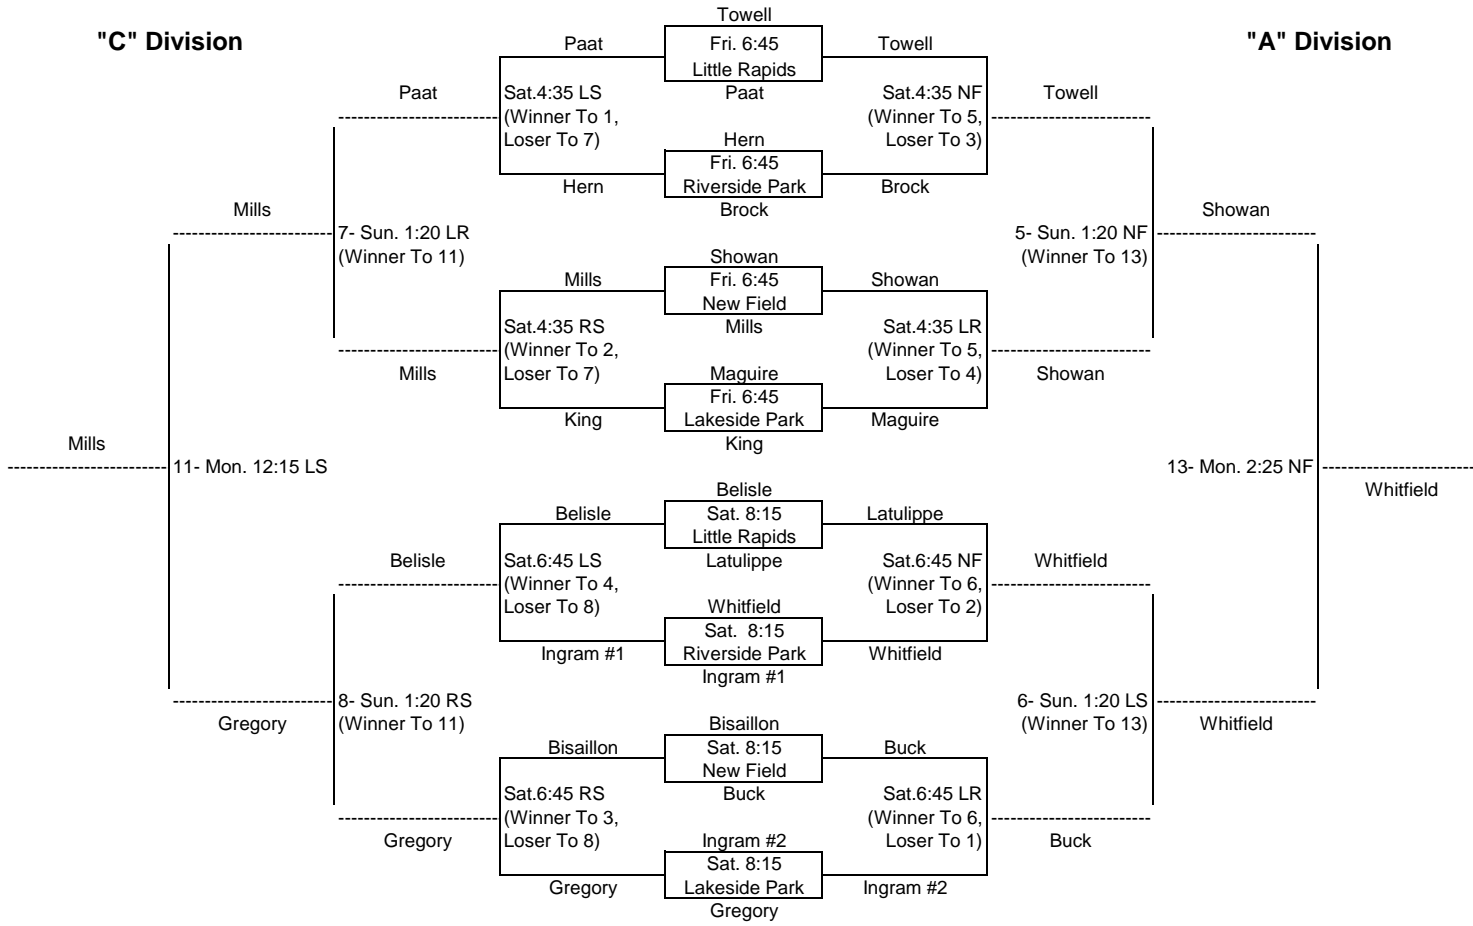 Towell
"C" Division
Paat
Fri. 6:45
Towell
"A" Division
Little Rapids
Paat
Sat.4:35 LS
Paat
Sat.4:35 NF
Towell
(Winner To 1,
(Winner To 5,
Loser To 7)
Hern
Loser To 3)
Fri. 6:45
Hern
Riverside Park
Brock
Mills
Brock
Showan
7- Sun. 1:20 LR
5- Sun. 1:20 NF
(Winner To 11)
Showan
(Winner To 13)
Mills
Fri. 6:45
Showan
New Field
Sat.4:35 RS
Mills
Sat.4:35 LR
(Winner To 2,
(Winner To 5,
Mills
Loser To 7)
Maguire
Loser To 4)
Showan
Fri. 6:45
King
Lakeside Park
Maguire
Mills
King
11- Mon. 12:15 LS
13- Mon. 2:25 NF
Whitfield
Belisle
Belisle
Sat. 8:15
Latulippe
Little Rapids
Belisle
Sat.6:45 LS
Latulippe
Sat.6:45 NF
Whitfield
(Winner To 4,
(Winner To 6,
Loser To 8)
Whitfield
Loser To 2)
Sat. 8:15
Ingram #1
Riverside Park
Whitfield
Ingram #1
8- Sun. 1:20 RS
6- Sun. 1:20 LS
Gregory
(Winner To 11)
Bisaillon
(Winner To 13)
Whitfield
Bisaillon
Sat. 8:15
Buck
New Field
Sat.6:45 RS
Buck
Sat.6:45 LR
(Winner To 3,
(Winner To 6,
Gregory
Loser To 8)
Ingram #2
Loser To 1)
Buck
Sat. 8:15
Gregory
Lakeside Park
Ingram #2
Gregory